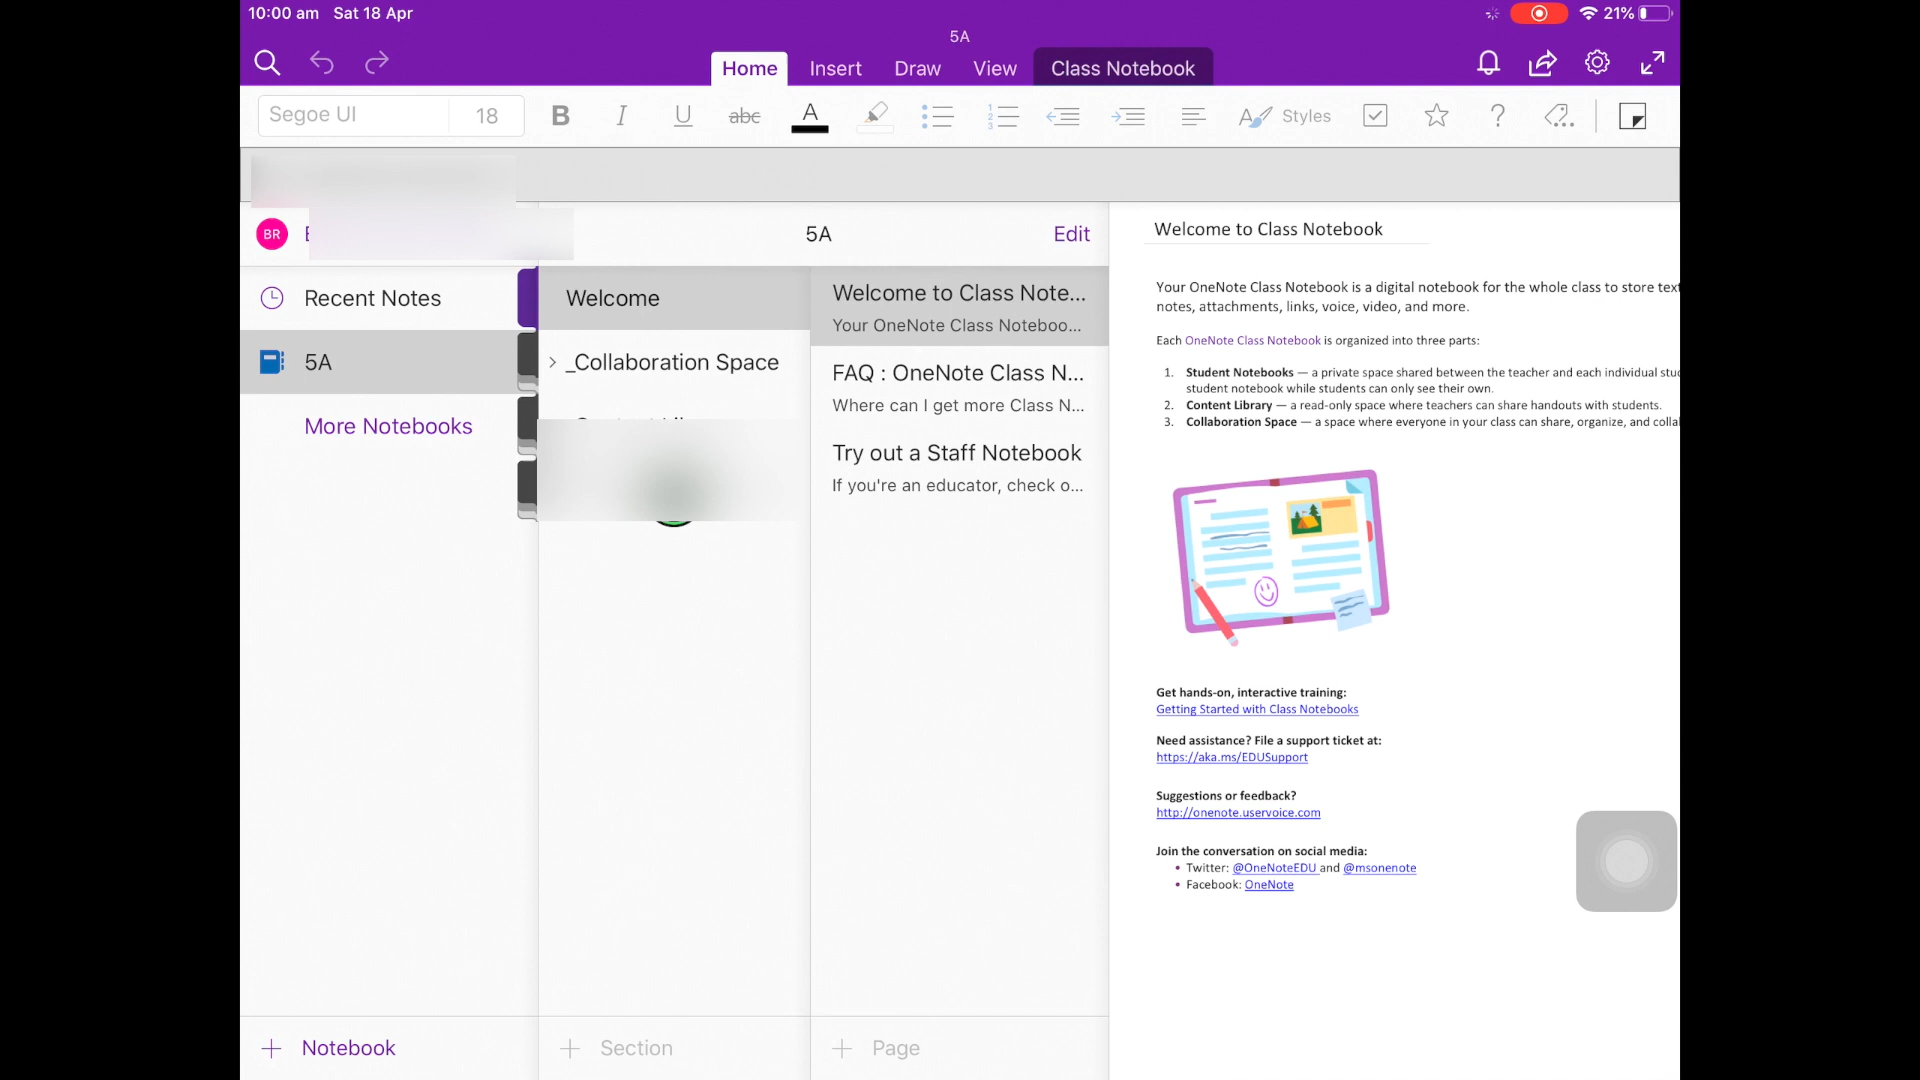 10:00 am Sat 18 Apr
21%
5A
Home Insert Draw View Class Notebook
Segoe UI 18 B I U abc A Styles ?
BR
5A
Edit
Recent Notes
5A
More Notebooks
Welcome
_Collaboration Space
Welcome to Class Note...
Your OneNote Class Noteboo...
FAQ : OneNote Class N...
Where can I get more Class N...
Try out a Staff Notebook
If you're an educator, check o...
Welcome to Class Notebook
Your OneNote Class Notebook is a digital notebook for the whole class to store text
notes, attachments, links, voice, video, and more.
Each OneNote Class Notebook is organized into three parts:
1. Student Notebooks — a private space shared between the teacher and each individual stuc
student notebook while students can only see their own.
2. Content Library — a read-only space where teachers can share handouts with students.
3. Collaboration Space — a space where everyone in your class can share, organize, and colla
Get hands-on, interactive training:
Getting Started with Class Notebooks
Need assistance? File a support ticket at:
https://aka.ms/EDUSupport
Suggestions or feedback?
http://onenote.uservoice.com
Join the conversation on social media:
• Twitter: @OneNoteEDU and @msonenote
• Facebook: OneNote
+ Notebook
+ Section
+ Page